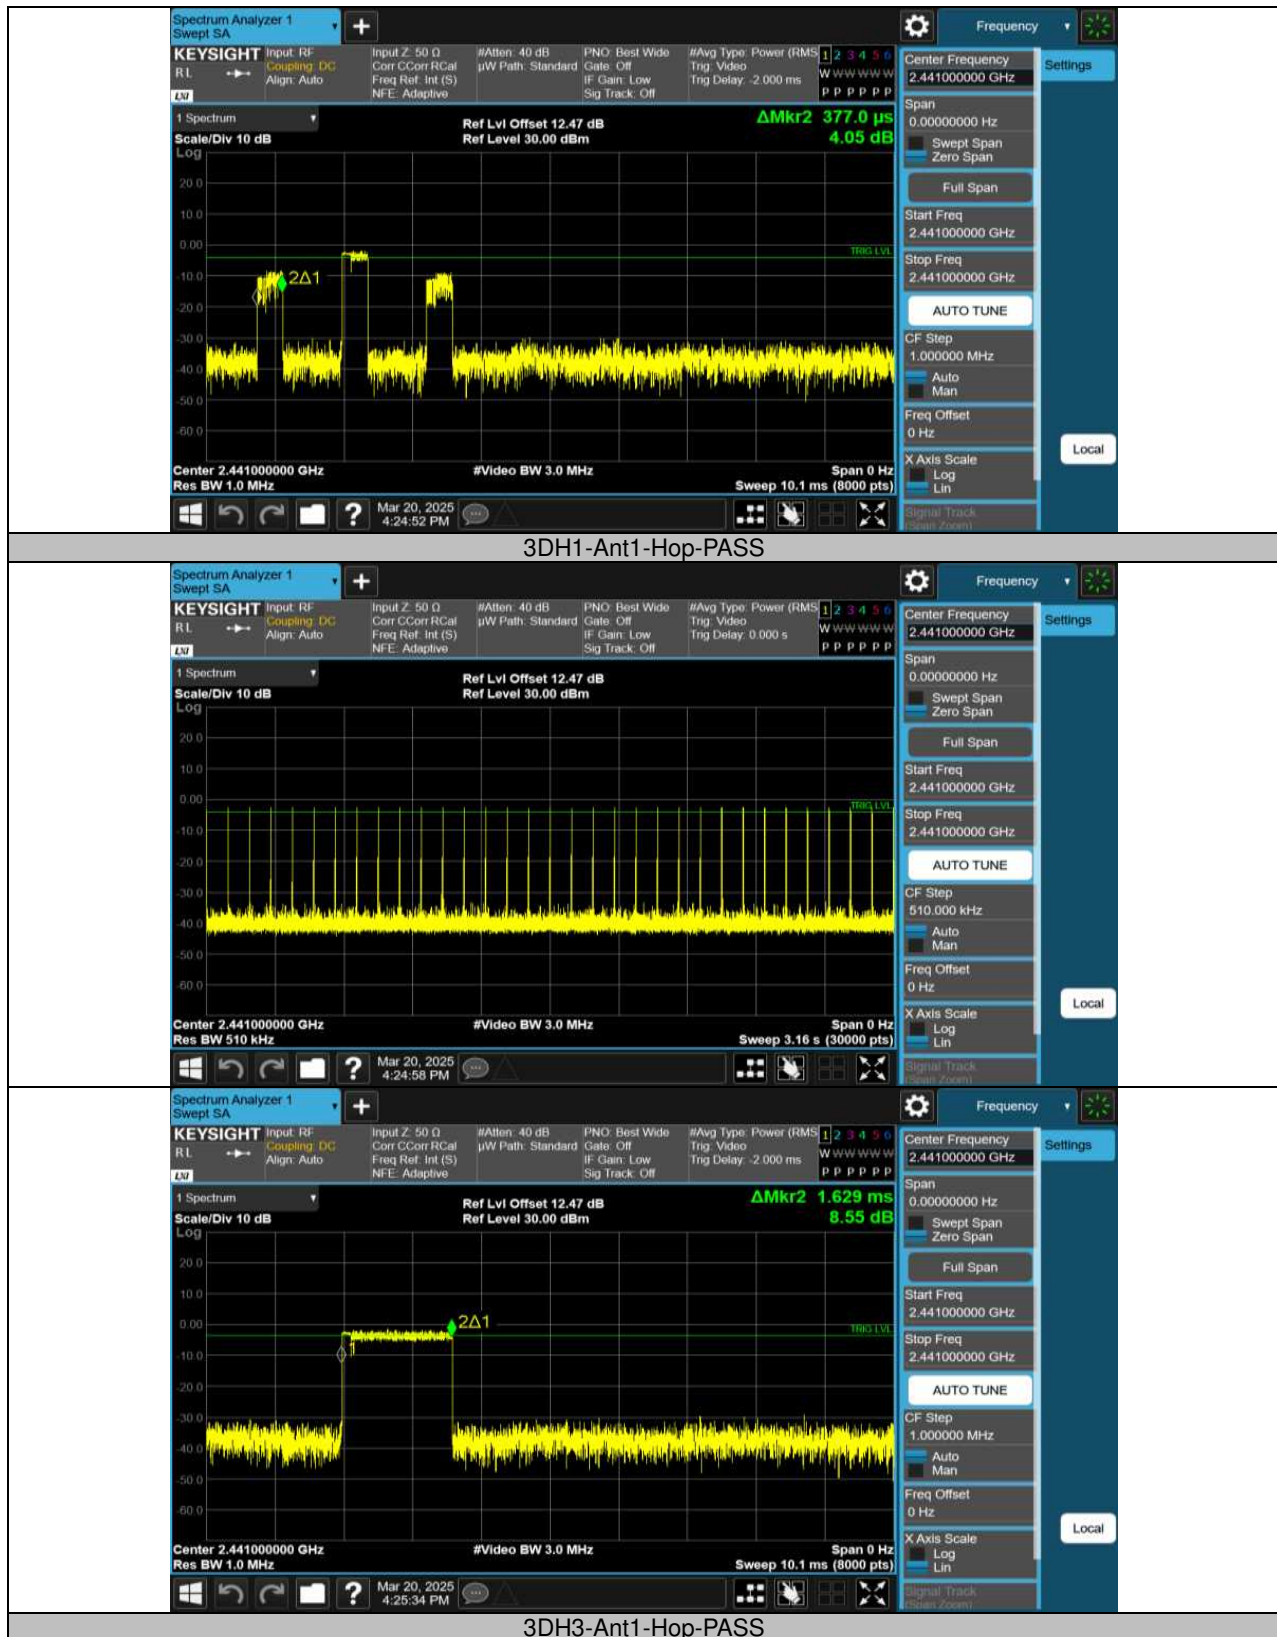 Spectrum Analyzer 1
Swept SA
Frequency
KEYSIGHT
RL
LXI
Input: RF
Coupling: DC
Align: Auto
Input Z: 50 Ω
Corr CCorr RCal
Freq Ref: Int (S)
NFE: Adaptive
#Atten: 40 dB
µW Path: Standard
PNO: Best Wide
Gate: Off
IF Gain: Low
Sig Track: Off
#Avg Type: Power (RMS
Trig: Video
Trig Delay: -2.000 ms
1 2 3 4 5 6
W W W W W W
P P P P P P
1 Spectrum
Scale/Div 10 dB
Log
Ref Lvl Offset 12.47 dB
Ref Level 30.00 dBm
ΔMkr2 377.0 µs
4.05 dB
20.0
10.0
0.00
-10.0
-20.0
-30.0
-40.0
-50.0
-60.0
TRIG LVL
2Δ1
Center 2.441000000 GHz
Res BW 1.0 MHz
#Video BW 3.0 MHz
Span 0 Hz
Sweep 10.1 ms (8000 pts)
Mar 20, 2025
4:24:52 PM
Center Frequency
2.441000000 GHz
Settings
Span
0.00000000 Hz
Swept Span
Zero Span
Full Span
Start Freq
2.441000000 GHz
Stop Freq
2.441000000 GHz
AUTO TUNE
CF Step
1.000000 MHz
Auto
Man
Freq Offset
0 Hz
X Axis Scale
Log
Lin
Local
Signal Track
(Span Zoom)
3DH1-Ant1-Hop-PASS
Spectrum Analyzer 1
Swept SA
Frequency
KEYSIGHT
RL
LXI
Input: RF
Coupling: DC
Align: Auto
Input Z: 50 Ω
Corr CCorr RCal
Freq Ref: Int (S)
NFE: Adaptive
#Atten: 40 dB
µW Path: Standard
PNO: Best Wide
Gate: Off
IF Gain: Low
Sig Track: Off
#Avg Type: Power (RMS
Trig: Video
Trig Delay: 0.000 s
1 2 3 4 5 6
W W W W W W
P P P P P P
1 Spectrum
Scale/Div 10 dB
Log
Ref Lvl Offset 12.47 dB
Ref Level 30.00 dBm
20.0
10.0
0.00
-10.0
-20.0
-30.0
-40.0
-50.0
-60.0
TRIG LVL
Center 2.441000000 GHz
Res BW 510 kHz
#Video BW 3.0 MHz
Span 0 Hz
Sweep 3.16 s (30000 pts)
Mar 20, 2025
4:24:58 PM
Center Frequency
2.441000000 GHz
Settings
Span
0.00000000 Hz
Swept Span
Zero Span
Full Span
Start Freq
2.441000000 GHz
Stop Freq
2.441000000 GHz
AUTO TUNE
CF Step
510.000 kHz
Auto
Man
Freq Offset
0 Hz
X Axis Scale
Log
Lin
Local
Signal Track
(Span Zoom)
Spectrum Analyzer 1
Swept SA
Frequency
KEYSIGHT
RL
LXI
Input: RF
Coupling: DC
Align: Auto
Input Z: 50 Ω
Corr CCorr RCal
Freq Ref: Int (S)
NFE: Adaptive
#Atten: 40 dB
µW Path: Standard
PNO: Best Wide
Gate: Off
IF Gain: Low
Sig Track: Off
#Avg Type: Power (RMS
Trig: Video
Trig Delay: -2.000 ms
1 2 3 4 5 6
W W W W W W
P P P P P P
1 Spectrum
Scale/Div 10 dB
Log
Ref Lvl Offset 12.47 dB
Ref Level 30.00 dBm
ΔMkr2 1.629 ms
8.55 dB
20.0
10.0
0.00
-10.0
-20.0
-30.0
-40.0
-50.0
-60.0
TRIG LVL
2Δ1
Center 2.441000000 GHz
Res BW 1.0 MHz
#Video BW 3.0 MHz
Span 0 Hz
Sweep 10.1 ms (8000 pts)
Mar 20, 2025
4:25:34 PM
Center Frequency
2.441000000 GHz
Settings
Span
0.00000000 Hz
Swept Span
Zero Span
Full Span
Start Freq
2.441000000 GHz
Stop Freq
2.441000000 GHz
AUTO TUNE
CF Step
1.000000 MHz
Auto
Man
Freq Offset
0 Hz
X Axis Scale
Log
Lin
Local
Signal Track
(Span Zoom)
3DH3-Ant1-Hop-PASS